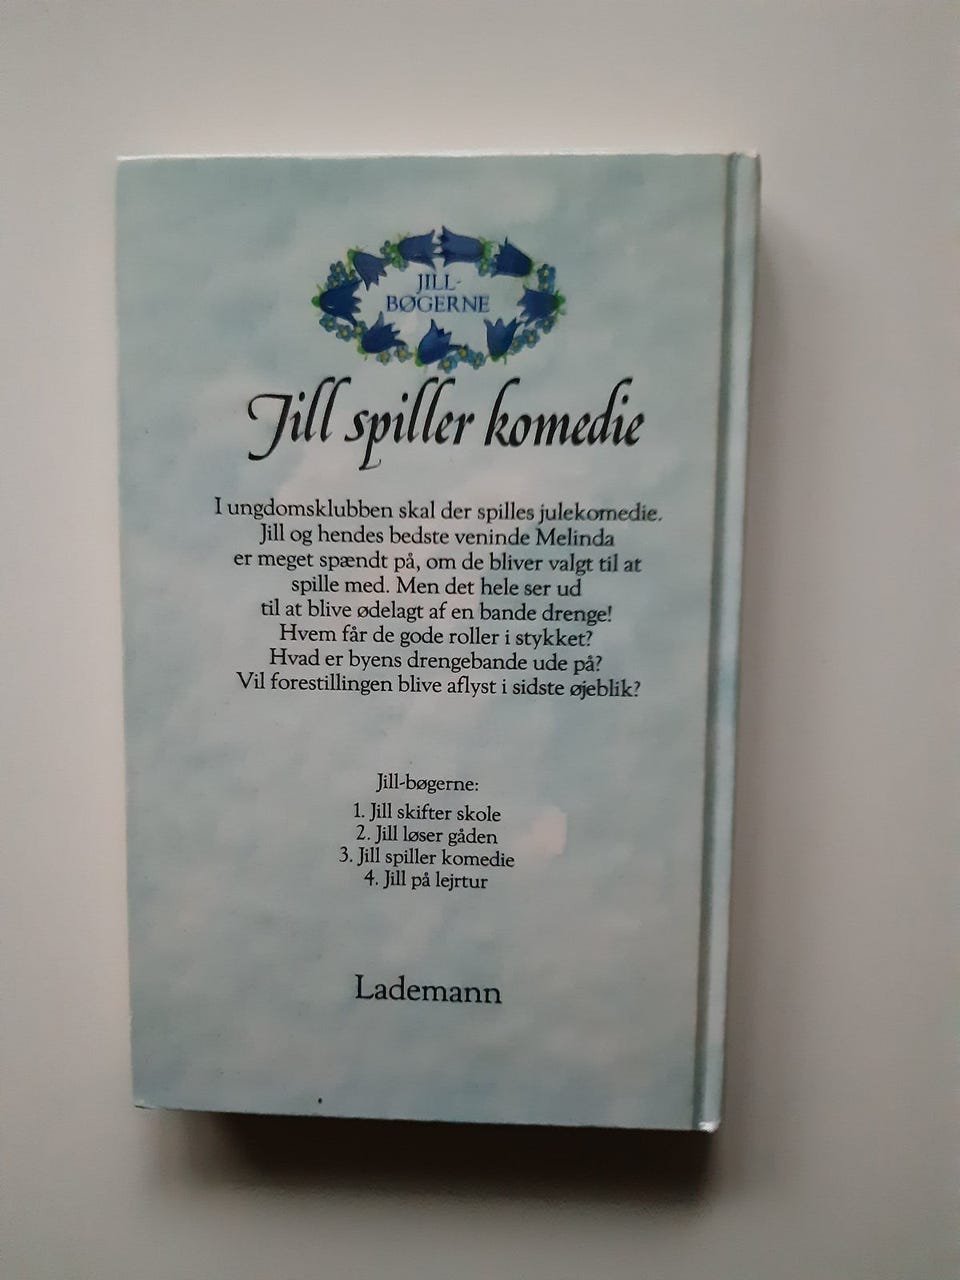 JILL-
BØGERNE
Jill spiller komedie
I ungdomsklubben skal der spilles julekomedie.
Jill og hendes bedste veninde Melinda
er meget spændt på, om de bliver valgt til at
spille med. Men det hele ser ud
til at blive ødelagt af en bande drenge!
Hvem får de gode roller i stykket?
Hvad er byens drengebande ude på?
Vil forestillingen blive aflyst i sidste øjeblik?
Jill-bøgerne:
1. Jill skifter skole
2. Jill løser gåden
3. Jill spiller komedie
4. Jill på lejrtur
Lademann